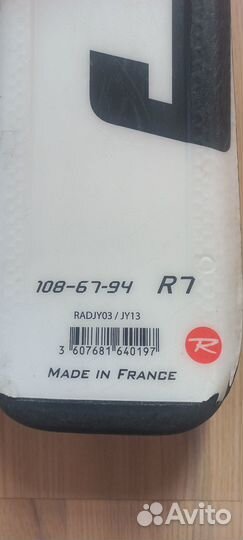 108-67-94 R7
RADJY03 / JY13
3 607681 640197
R
MADE IN FRANCE
Avito